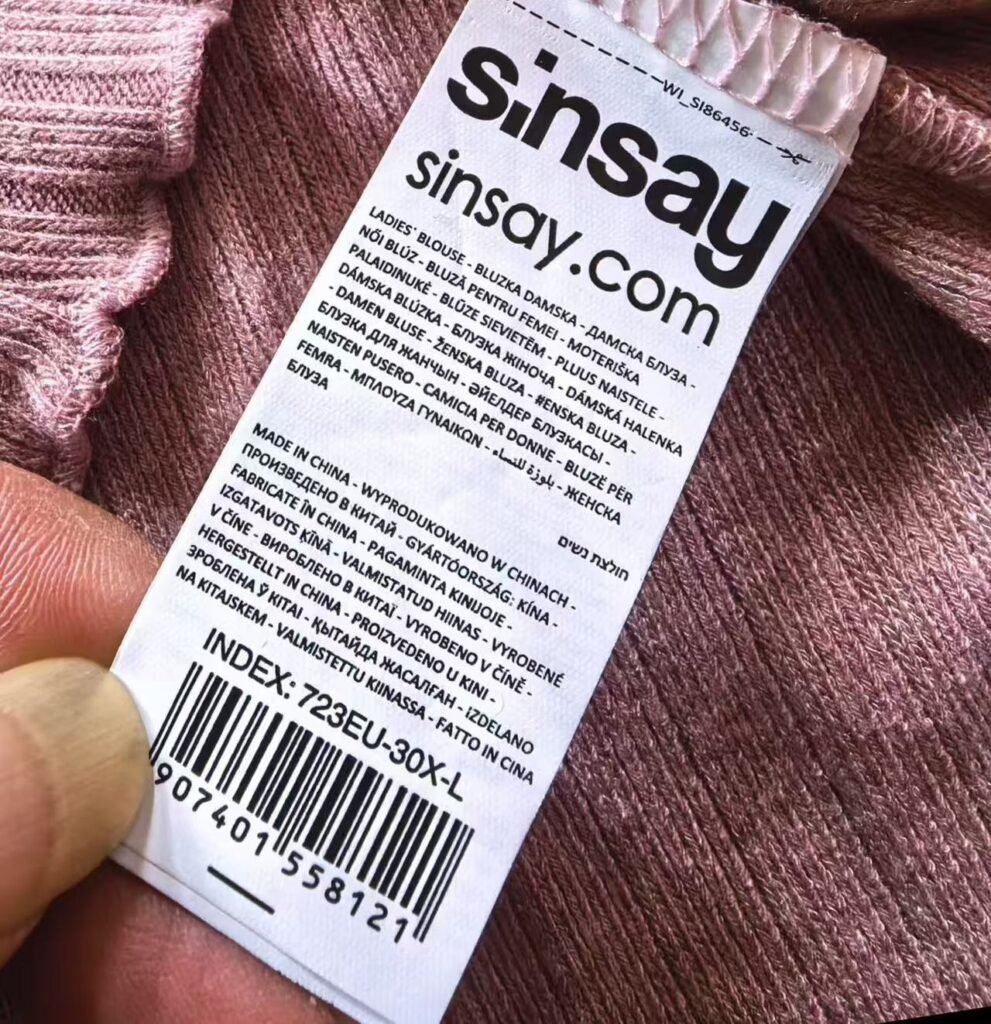 WI_SI86456
sinsay
sinsay.com
LADIES' BLOUSE - BLUZKA DAMSKA - ДАМСКА БЛУЗА -
NŐI BLÚZ - BLUZĂ PENTRU FEMEI - MOTERIŠKA
PALAIDINUKĖ - BLŪZE SIEVIETĒM - PLUUS NAISTELE -
DÁMSKA BLÚZKA - БЛУЗКА ЖІНОЧА - DÁMSKÁ HALENKA
- DAMEN BLUSE - ŽENSKA BLUZA - #ENSKA BLUZA -
БЛУЗКА ДЛЯ ЖАНЧЫН - ӘЙЕЛДЕР БЛУЗКАСЫ -
NAISTEN PUSERO - CAMICIA PER DONNE - BLUZË PËR
FEMRA - ΜΠΛΟΥΖΑ ΓΥΝΑΙΚΩΝ - بلوزة للنساء - ЖЕНСКА
БЛУЗА
חולצת נשים
MADE IN CHINA - WYPRODUKOWANO W CHINACH -
ПРОИЗВЕДЕНО В КИТАЙ - GYÁRTÓORSZÁG: KÍNA -
FABRICATE ÎN CHINA - PAGAMINTA KINIJOJE -
IZGATAVOTS ĶĪNĀ - VALMISTATUD HIINAS - VYROBENÉ
V ČÍNE - ВИРОБЛЕНО В КИТАЇ - VYROBENO V ČÍNĚ -
HERGESTELLT IN CHINA - PROIZVEDENO U KINI -
ЗРОБЛЕНА Ў КІТАІ - ҚЫТАЙДА ЖАСАЛҒАН - IZDELANO
NA KITAJSKEM - VALMISTETTU KIINASSA - FATTO IN CINA
INDEX: 723EU-30X-L
907401 558121